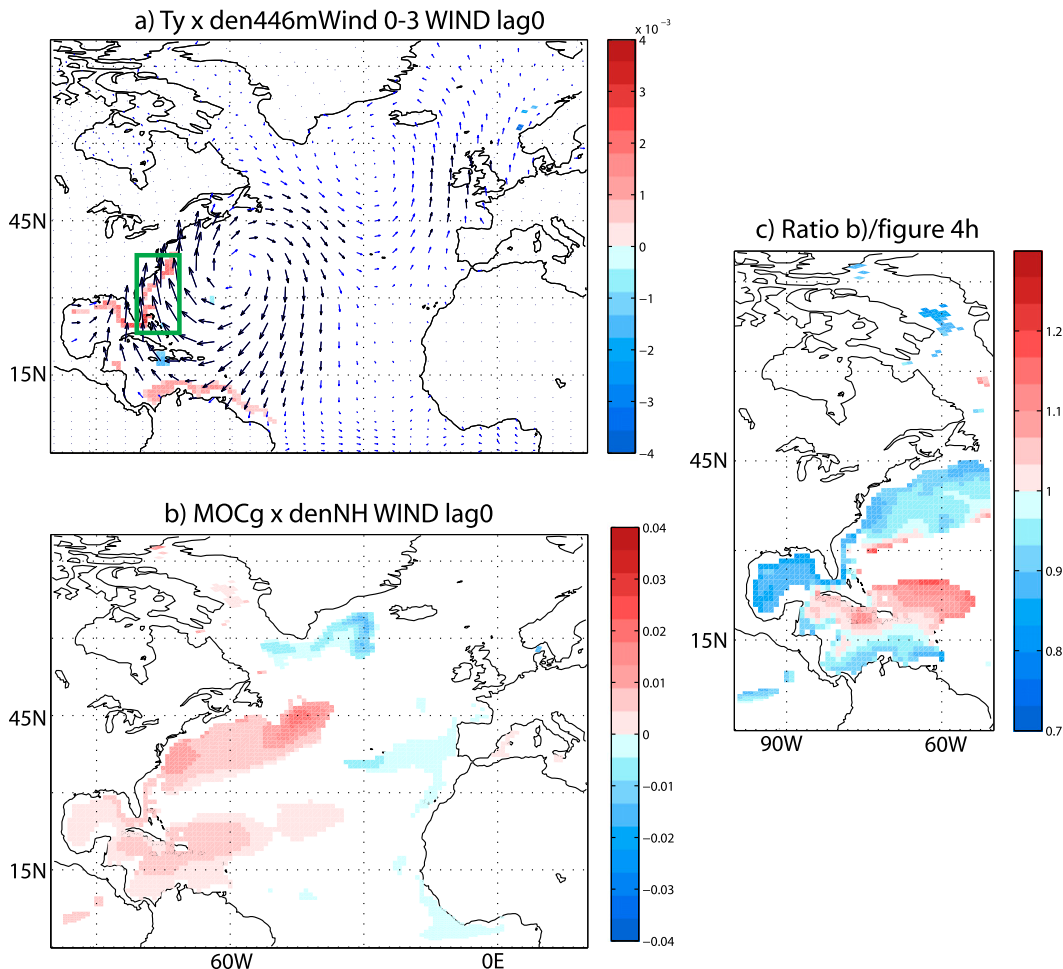 a) Ty x den446mWind 0-3 WIND lag0
x 10⁻³
4
3
2
1
0
−1
−2
−3
−4
45N
15N
b) MOCg x denNH WIND lag0
0.04
0.03
0.02
0.01
0
−0.01
−0.02
−0.03
−0.04
45N
15N
60W
0E
c) Ratio b)/figure 4h
1.2
1.1
1
0.9
0.8
0.7
45N
15N
90W
60W